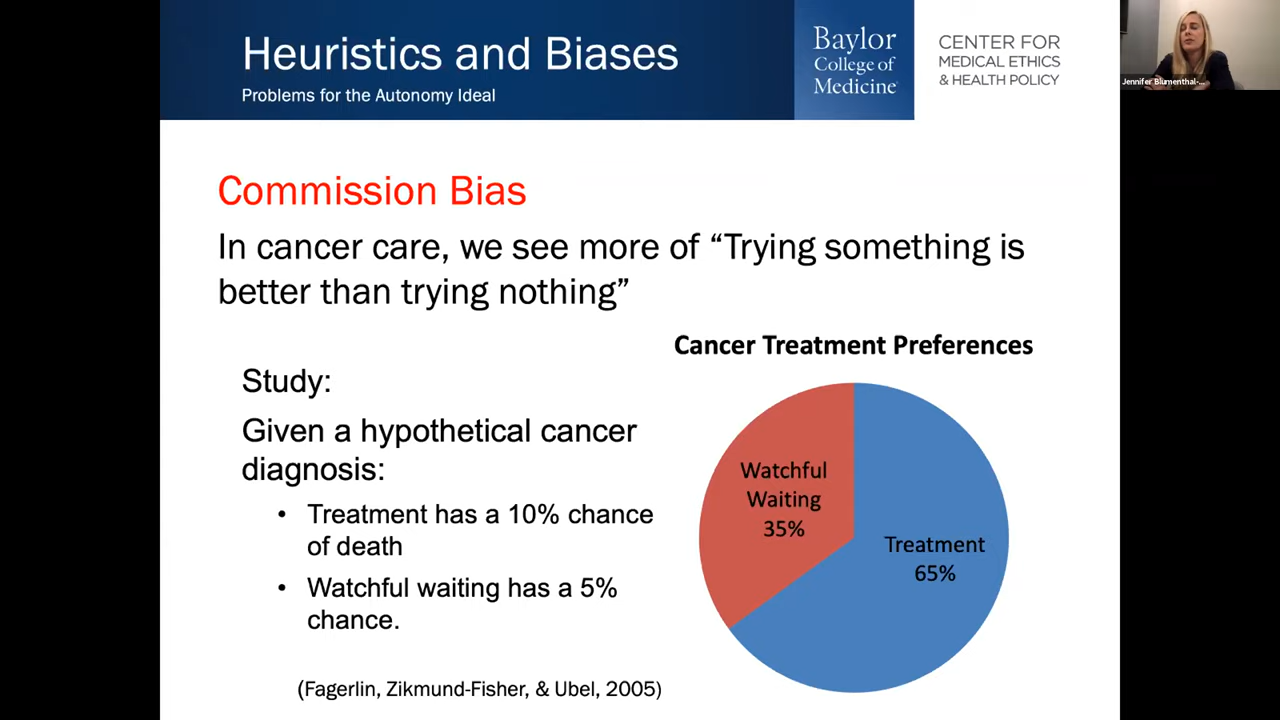 Heuristics and Biases
Problems for the Autonomy Ideal
Baylor
College of
Medicine
CENTER FOR
MEDICAL ETHICS
& HEALTH POLICY
Jennifer Blumenthal-...
Commission Bias
In cancer care, we see more of “Trying something is
better than trying nothing”
Study:
Given a hypothetical cancer
diagnosis:
• Treatment has a 10% chance
of death
• Watchful waiting has a 5%
chance.
(Fagerlin, Zikmund-Fisher, & Ubel, 2005)
Cancer Treatment Preferences
Watchful
Waiting
35%
Treatment
65%